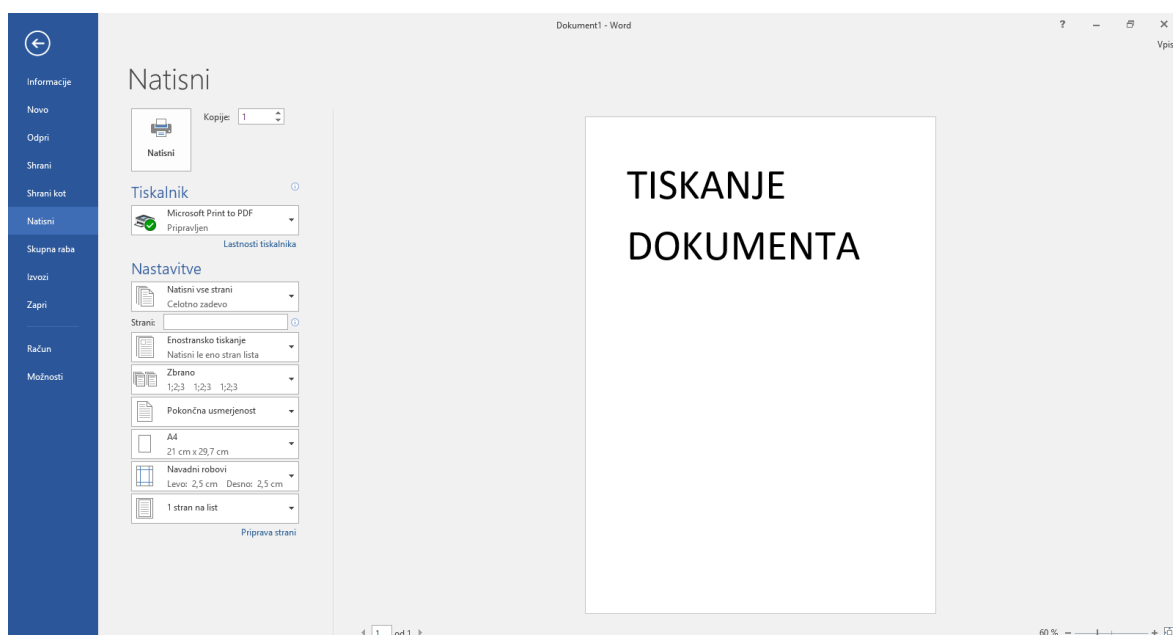 Dokument1 - Word
?
Vpis
Informacije
Novo
Odpri
Shrani
Shrani kot
Natisni
Skupna raba
Izvozi
Zapri
Račun
Možnosti
Natisni
Kopije: 1
Natisni
Tiskalnik
Microsoft Print to PDF
Pripravljen
Lastnosti tiskalnika
Nastavitve
Natisni vse strani
Celotno zadevo
Strani:
Enostransko tiskanje
Natisni le eno stran lista
Zbrano
1;2;3 1;2;3 1;2;3
Pokončna usmerjenost
A4
21 cm x 29,7 cm
Navadni robovi
Levo: 2,5 cm Desno: 2,5 cm
1 stran na list
Priprava strani
TISKANJE
DOKUMENTA
1 od 1
60 %